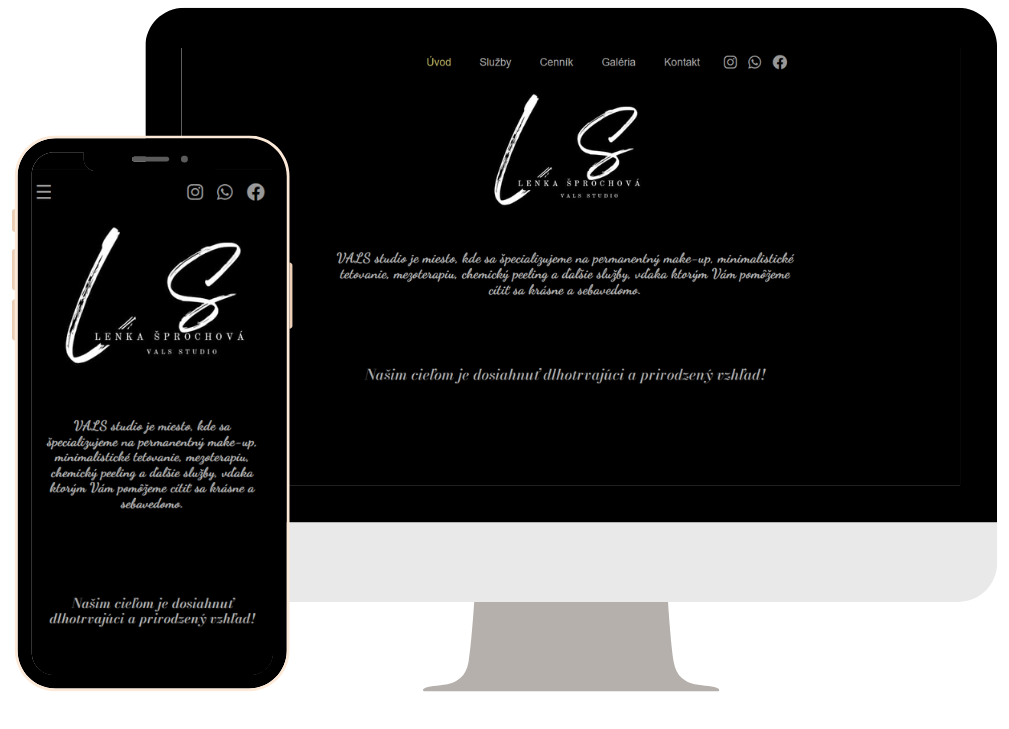 Úvod Služby Cenník Galéria Kontakt
L S
LENKA ŠPROCHOVÁ
VALS STUDIO
VALS studio je miesto, kde sa špecializujeme na permanentný make-up, minimalistické
tetovanie, mezoterapiu, chemický peeling a ďalšie služby, vďaka ktorým Vám pomôžeme
cítiť sa krásne a sebavedomo.
Našim cieľom je dosiahnuť dlhotrvajúci a prirodzený vzhľad!
L S
LENKA ŠPROCHOVÁ
VALS STUDIO
VALS studio je miesto, kde sa
špecializujeme na permanentný make-up,
minimalistické tetovanie, mezoterapiu,
chemický peeling a ďalšie služby, vďaka
ktorým Vám pomôžeme cítiť sa krásne a
sebavedomo.
Našim cieľom je dosiahnuť
dlhotrvajúci a prirodzený vzhľad!